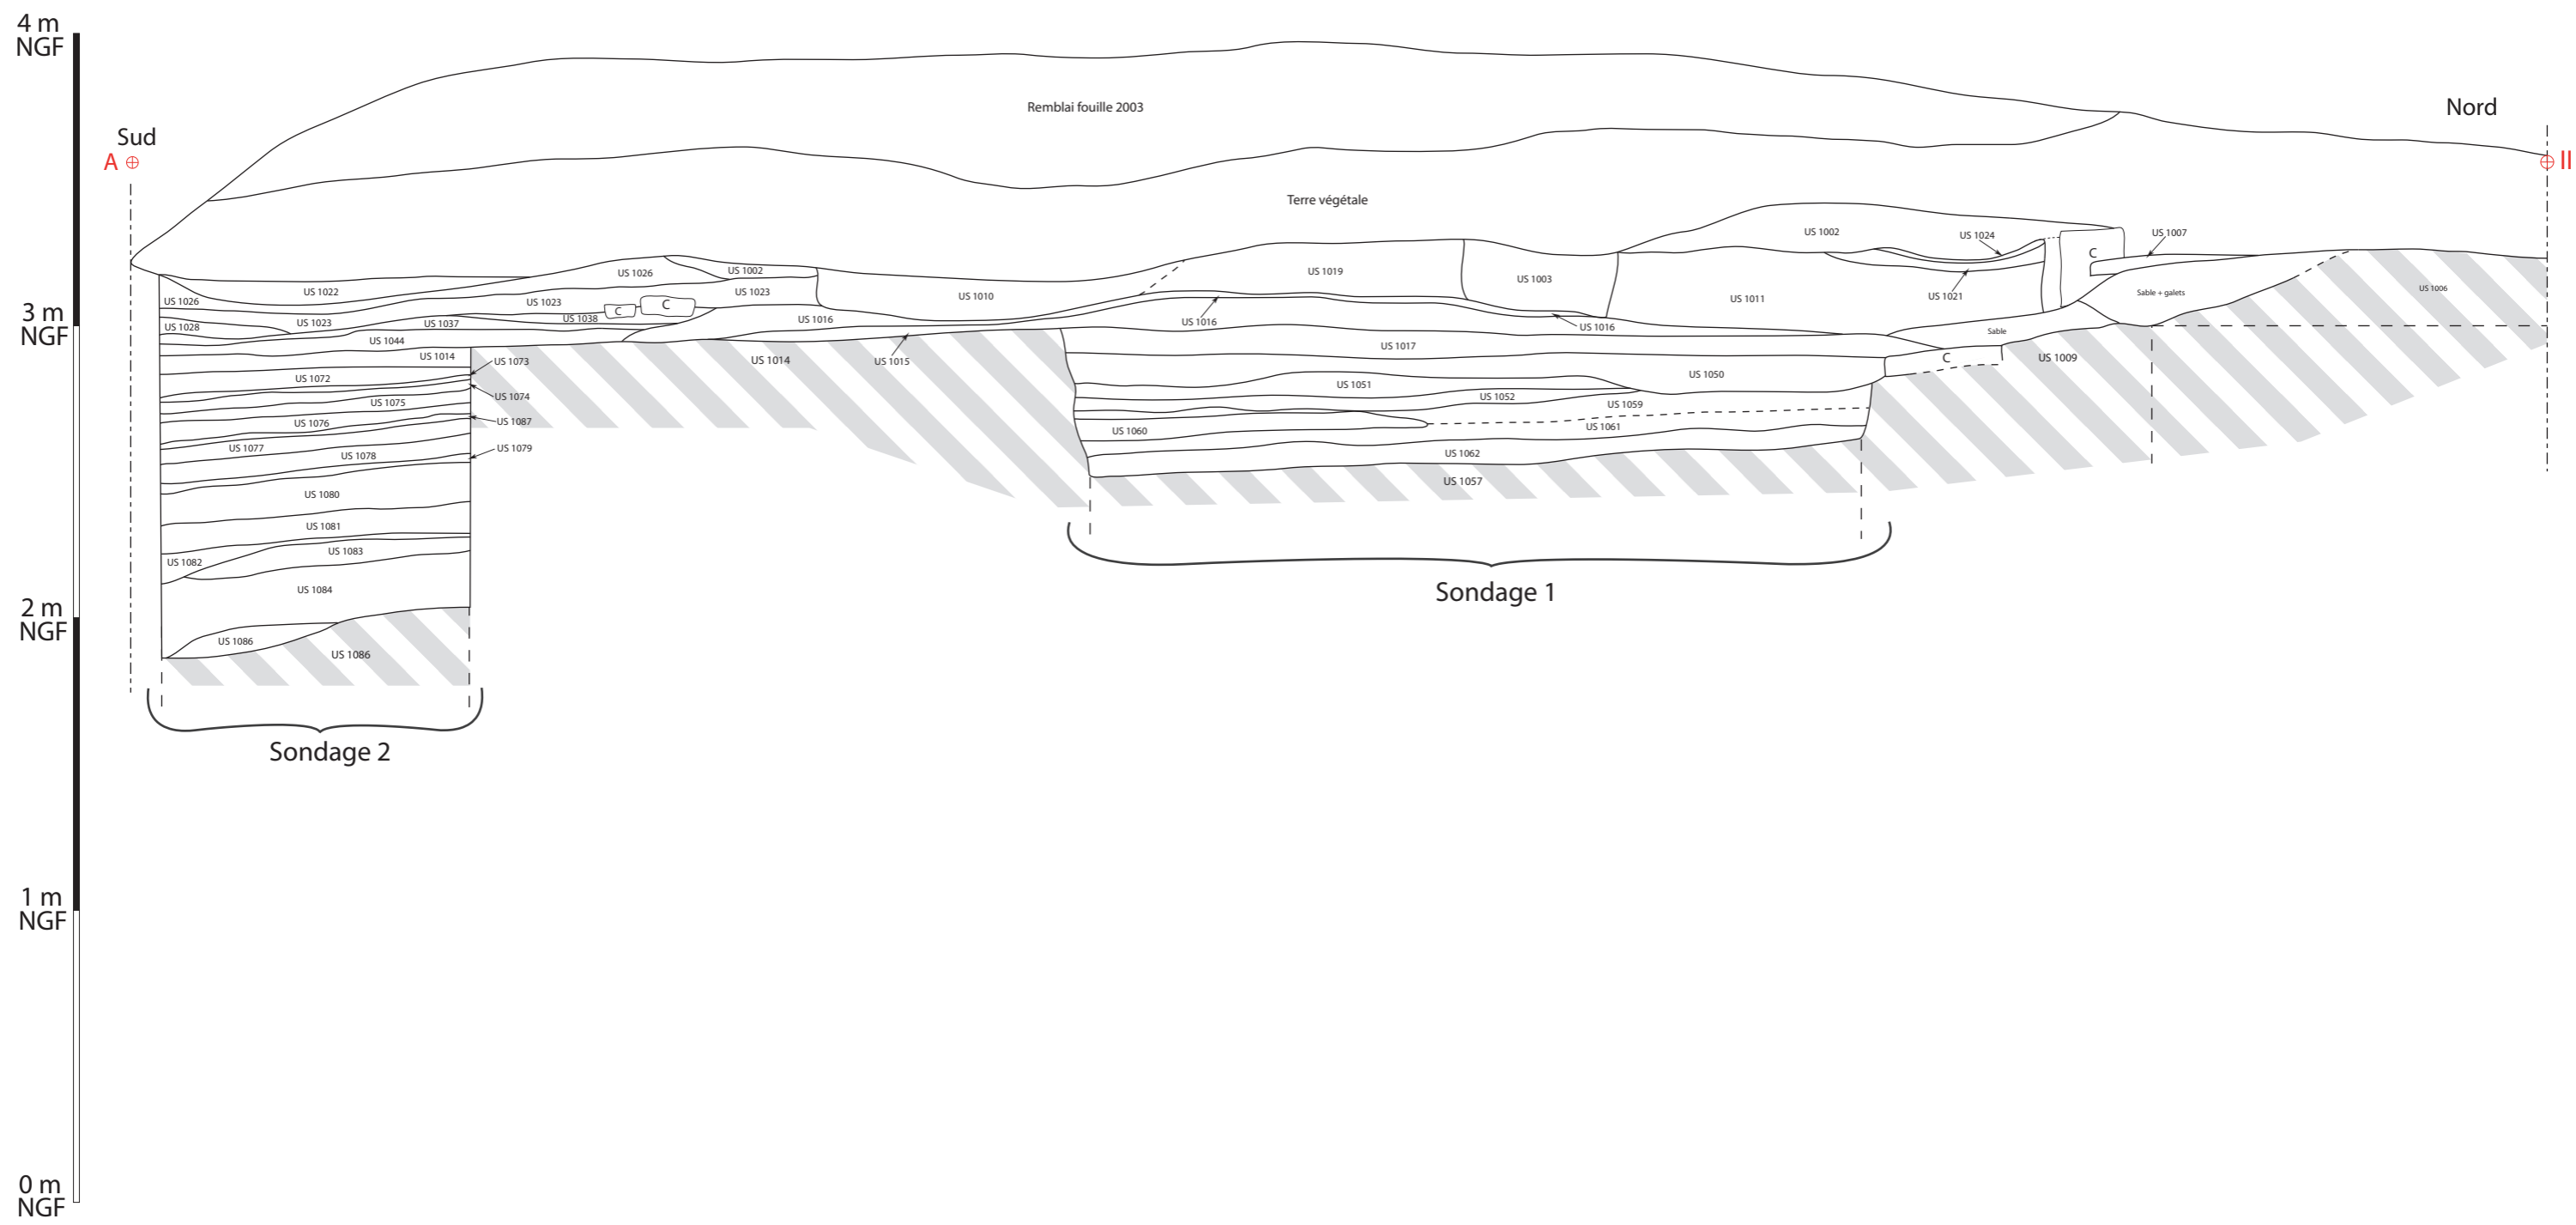 4 m
NGF
Sud
A
Nord
II
Remblai fouille 2003
Terre végétale
US 1002
US 1024
US 1007
C
US 1026
US 1002
US 1019
US 1003
US 1022
US 1023
US 1010
US 1011
US 1021
Sable + galets
US 1006
US 1026
US 1023
C
C
3 m
NGF
US 1028
US 1023
US 1037
US 1038
US 1016
US 1016
US 1016
Sable
US 1044
US 1017
US 1014
US 1073
US 1014
US 1015
C
US 1009
US 1072
US 1051
US 1050
US 1074
US 1052
US 1075
US 1059
US 1076
US 1087
US 1060
US 1061
US 1077
US 1078
US 1079
US 1062
US 1057
US 1080
US 1081
US 1082
US 1083
US 1084
Sondage 1
2 m
NGF
US 1086
US 1086
Sondage 2
1 m
NGF
0 m
NGF